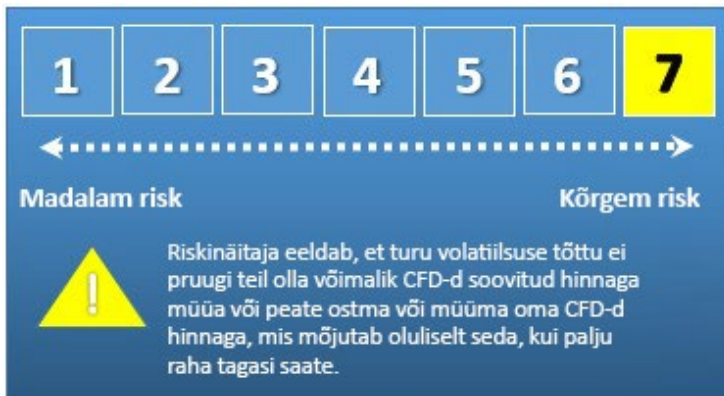 1 2 3 4 5 6 7
Madalam risk Kõrgem risk
!
Riskinäitaja eeldab, et turu volatiilsuse tõttu ei
pruugi teil olla võimalik CFD-d soovitud hinnaga
müüa või peate ostma või müüma oma CFD-d
hinnaga, mis mõjutab oluliselt seda, kui palju
raha tagasi saate.